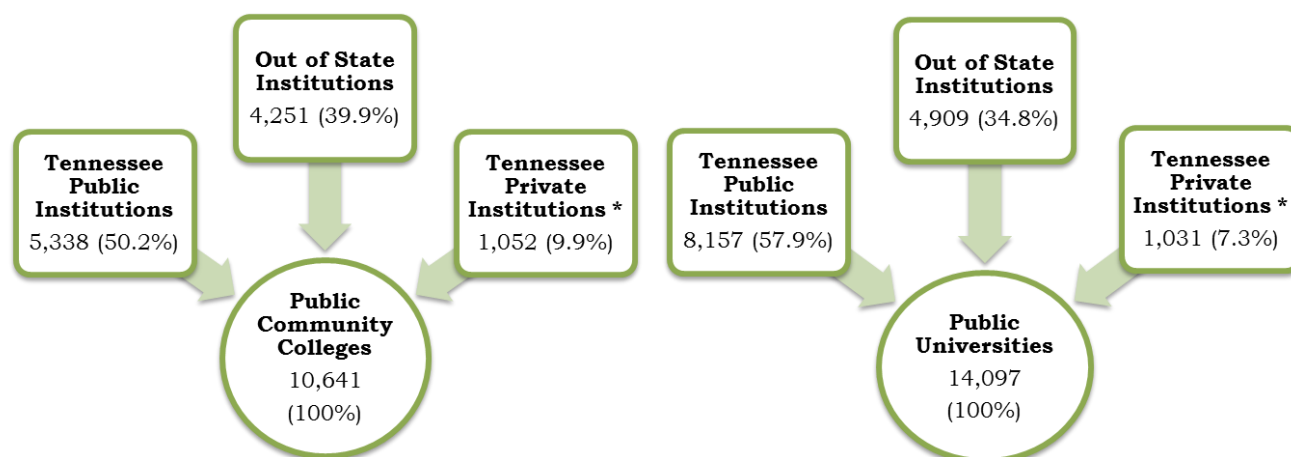 Out of State
Institutions
4,251 (39.9%)
Tennessee
Public
Institutions
5,338 (50.2%)
Tennessee
Private
Institutions *
1,052 (9.9%)
Public
Community
Colleges
10,641
(100%)
Out of State
Institutions
4,909 (34.8%)
Tennessee
Public
Institutions
8,157 (57.9%)
Tennessee
Private
Institutions *
1,031 (7.3%)
Public
Universities
14,097
(100%)